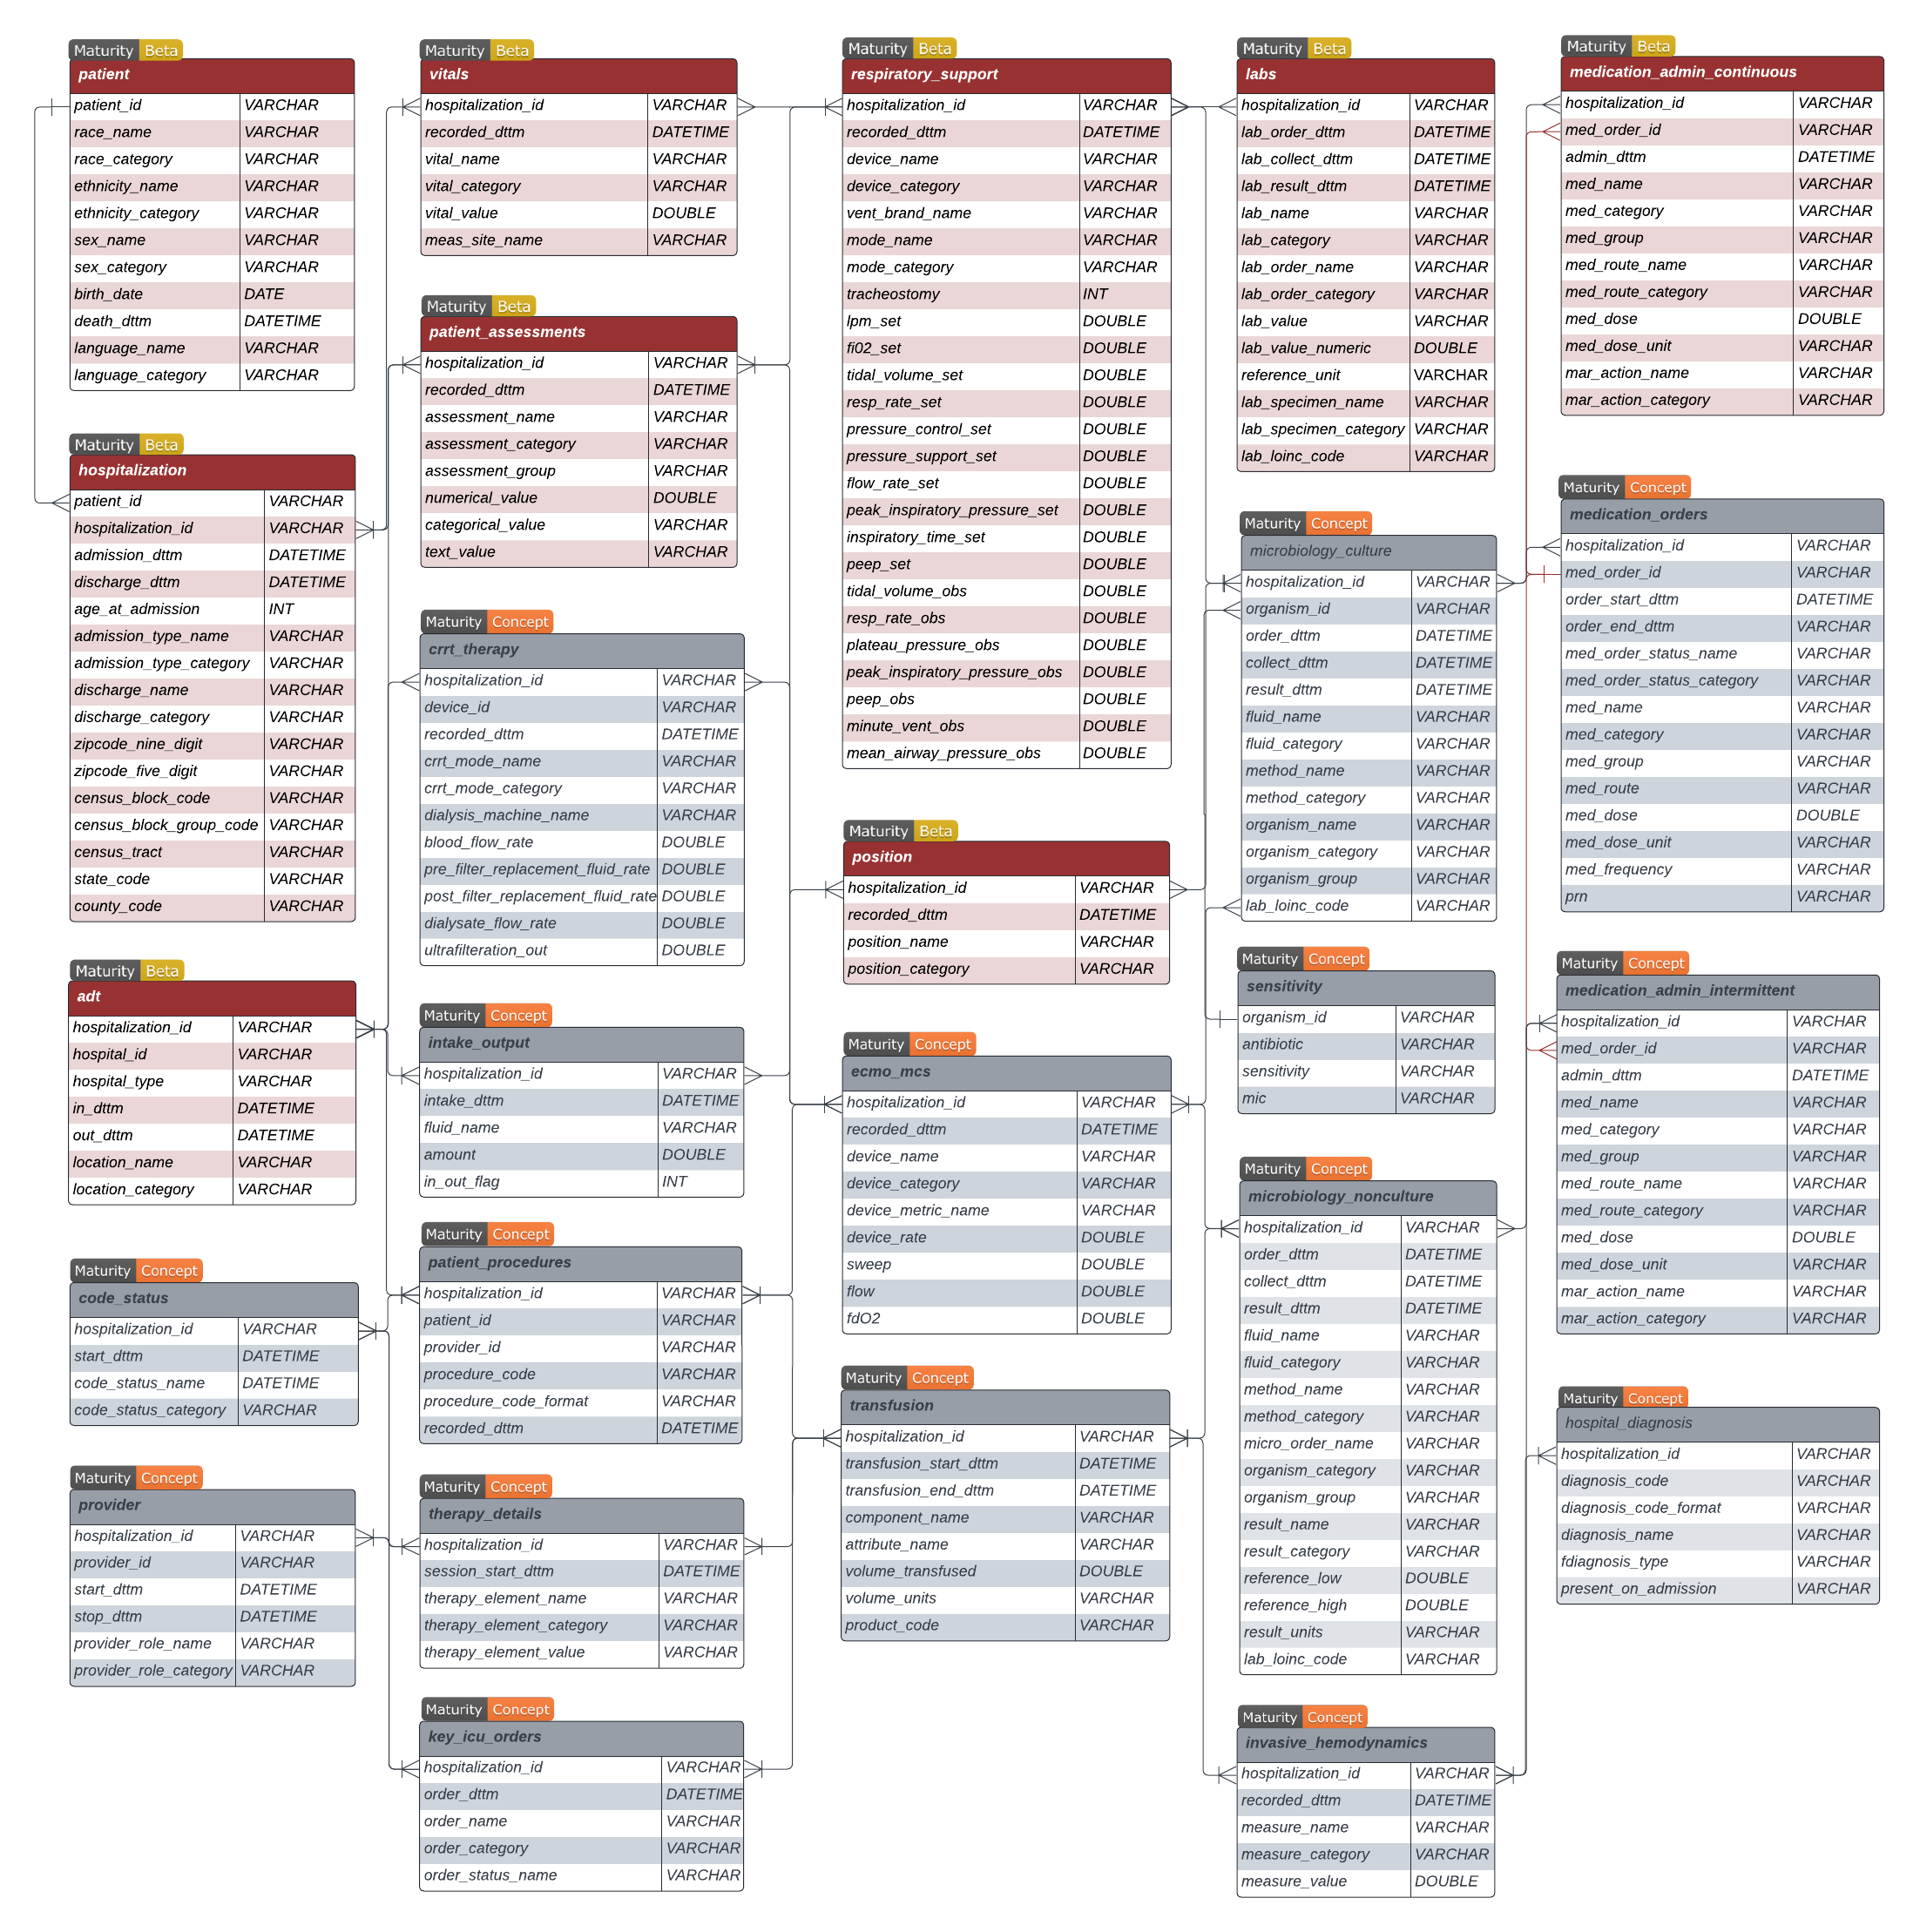 Maturity Beta
patient
patient_id VARCHAR
race_name VARCHAR
race_category VARCHAR
ethnicity_name VARCHAR
ethnicity_category VARCHAR
sex_name VARCHAR
sex_category VARCHAR
birth_date DATE
death_dttm DATETIME
language_name VARCHAR
language_category VARCHAR
Maturity Beta
hospitalization
patient_id VARCHAR
hospitalization_id VARCHAR
admission_dttm DATETIME
discharge_dttm DATETIME
age_at_admission INT
admission_type_name VARCHAR
admission_type_category VARCHAR
discharge_name VARCHAR
discharge_category VARCHAR
zipcode_nine_digit VARCHAR
zipcode_five_digit VARCHAR
census_block_code VARCHAR
census_block_group_code VARCHAR
census_tract VARCHAR
state_code VARCHAR
county_code VARCHAR
Maturity Beta
adt
hospitalization_id VARCHAR
hospital_id VARCHAR
hospital_type VARCHAR
in_dttm DATETIME
out_dttm DATETIME
location_name VARCHAR
location_category VARCHAR
Maturity Concept
code_status
hospitalization_id VARCHAR
start_dttm DATETIME
code_status_name DATETIME
code_status_category VARCHAR
Maturity Concept
provider
hospitalization_id VARCHAR
provider_id VARCHAR
start_dttm DATETIME
stop_dttm DATETIME
provider_role_name VARCHAR
provider_role_category VARCHAR
Maturity Beta
vitals
hospitalization_id VARCHAR
recorded_dttm DATETIME
vital_name VARCHAR
vital_category VARCHAR
vital_value DOUBLE
meas_site_name VARCHAR
Maturity Beta
patient_assessments
hospitalization_id VARCHAR
recorded_dttm DATETIME
assessment_name VARCHAR
assessment_category VARCHAR
assessment_group VARCHAR
numerical_value DOUBLE
categorical_value VARCHAR
text_value VARCHAR
Maturity Concept
crrt_therapy
hospitalization_id VARCHAR
device_id VARCHAR
recorded_dttm DATETIME
crrt_mode_name VARCHAR
crrt_mode_category VARCHAR
dialysis_machine_name VARCHAR
blood_flow_rate DOUBLE
pre_filter_replacement_fluid_rate DOUBLE
post_filter_replacement_fluid_rate DOUBLE
dialysate_flow_rate DOUBLE
ultrafilteration_out DOUBLE
Maturity Concept
intake_output
hospitalization_id VARCHAR
intake_dttm DATETIME
fluid_name VARCHAR
amount DOUBLE
in_out_flag INT
Maturity Concept
patient_procedures
hospitalization_id VARCHAR
patient_id VARCHAR
provider_id VARCHAR
procedure_code VARCHAR
procedure_code_format VARCHAR
recorded_dttm DATETIME
Maturity Concept
therapy_details
hospitalization_id VARCHAR
session_start_dttm DATETIME
therapy_element_name VARCHAR
therapy_element_category VARCHAR
therapy_element_value VARCHAR
Maturity Concept
key_icu_orders
hospitalization_id VARCHAR
order_dttm DATETIME
order_name VARCHAR
order_category VARCHAR
order_status_name VARCHAR
Maturity Beta
respiratory_support
hospitalization_id VARCHAR
recorded_dttm DATETIME
device_name VARCHAR
device_category VARCHAR
vent_brand_name VARCHAR
mode_name VARCHAR
mode_category VARCHAR
tracheostomy INT
lpm_set DOUBLE
fi02_set DOUBLE
tidal_volume_set DOUBLE
resp_rate_set DOUBLE
pressure_control_set DOUBLE
pressure_support_set DOUBLE
flow_rate_set DOUBLE
peak_inspiratory_pressure_set DOUBLE
inspiratory_time_set DOUBLE
peep_set DOUBLE
tidal_volume_obs DOUBLE
resp_rate_obs DOUBLE
plateau_pressure_obs DOUBLE
peak_inspiratory_pressure_obs DOUBLE
peep_obs DOUBLE
minute_vent_obs DOUBLE
mean_airway_pressure_obs DOUBLE
Maturity Beta
position
hospitalization_id VARCHAR
recorded_dttm DATETIME
position_name VARCHAR
position_category VARCHAR
Maturity Concept
ecmo_mcs
hospitalization_id VARCHAR
recorded_dttm DATETIME
device_name VARCHAR
device_category VARCHAR
device_metric_name VARCHAR
device_rate DOUBLE
sweep DOUBLE
flow DOUBLE
fdO2 DOUBLE
Maturity Concept
transfusion
hospitalization_id VARCHAR
transfusion_start_dttm DATETIME
transfusion_end_dttm DATETIME
component_name VARCHAR
attribute_name VARCHAR
volume_transfused DOUBLE
volume_units VARCHAR
product_code VARCHAR
Maturity Beta
labs
hospitalization_id VARCHAR
lab_order_dttm DATETIME
lab_collect_dttm DATETIME
lab_result_dttm DATETIME
lab_name VARCHAR
lab_category VARCHAR
lab_order_name VARCHAR
lab_order_category VARCHAR
lab_value VARCHAR
lab_value_numeric DOUBLE
reference_unit VARCHAR
lab_specimen_name VARCHAR
lab_specimen_category VARCHAR
lab_loinc_code VARCHAR
Maturity Concept
microbiology_culture
hospitalization_id VARCHAR
organism_id VARCHAR
order_dttm DATETIME
collect_dttm DATETIME
result_dttm DATETIME
fluid_name VARCHAR
fluid_category VARCHAR
method_name VARCHAR
method_category VARCHAR
organism_name VARCHAR
organism_category VARCHAR
organism_group VARCHAR
lab_loinc_code VARCHAR
Maturity Concept
sensitivity
organism_id VARCHAR
antibiotic VARCHAR
sensitivity VARCHAR
mic VARCHAR
Maturity Concept
microbiology_nonculture
hospitalization_id VARCHAR
order_dttm DATETIME
collect_dttm DATETIME
result_dttm DATETIME
fluid_name VARCHAR
fluid_category VARCHAR
method_name VARCHAR
method_category VARCHAR
micro_order_name VARCHAR
organism_category VARCHAR
organism_group VARCHAR
result_name VARCHAR
result_category VARCHAR
reference_low DOUBLE
reference_high DOUBLE
result_units VARCHAR
lab_loinc_code VARCHAR
Maturity Concept
invasive_hemodynamics
hospitalization_id VARCHAR
recorded_dttm DATETIME
measure_name VARCHAR
measure_category VARCHAR
measure_value DOUBLE
Maturity Beta
medication_admin_continuous
hospitalization_id VARCHAR
med_order_id VARCHAR
admin_dttm DATETIME
med_name VARCHAR
med_category VARCHAR
med_group VARCHAR
med_route_name VARCHAR
med_route_category VARCHAR
med_dose DOUBLE
med_dose_unit VARCHAR
mar_action_name VARCHAR
mar_action_category VARCHAR
Maturity Concept
medication_orders
hospitalization_id VARCHAR
med_order_id VARCHAR
order_start_dttm DATETIME
order_end_dttm VARCHAR
med_order_status_name VARCHAR
med_order_status_category VARCHAR
med_name VARCHAR
med_category VARCHAR
med_group VARCHAR
med_route VARCHAR
med_dose DOUBLE
med_dose_unit VARCHAR
med_frequency VARCHAR
prn VARCHAR
Maturity Concept
medication_admin_intermittent
hospitalization_id VARCHAR
med_order_id VARCHAR
admin_dttm DATETIME
med_name VARCHAR
med_category VARCHAR
med_group VARCHAR
med_route_name VARCHAR
med_route_category VARCHAR
med_dose DOUBLE
med_dose_unit VARCHAR
mar_action_name VARCHAR
mar_action_category VARCHAR
Maturity Concept
hospital_diagnosis
hospitalization_id VARCHAR
diagnosis_code VARCHAR
diagnosis_code_format VARCHAR
diagnosis_name VARCHAR
fdiagnosis_type VARCHAR
present_on_admission VARCHAR